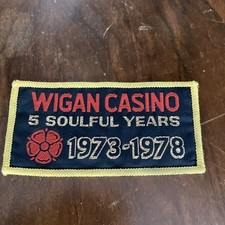 WIGAN CASINO
5 SOULFUL YEARS
1973-1978